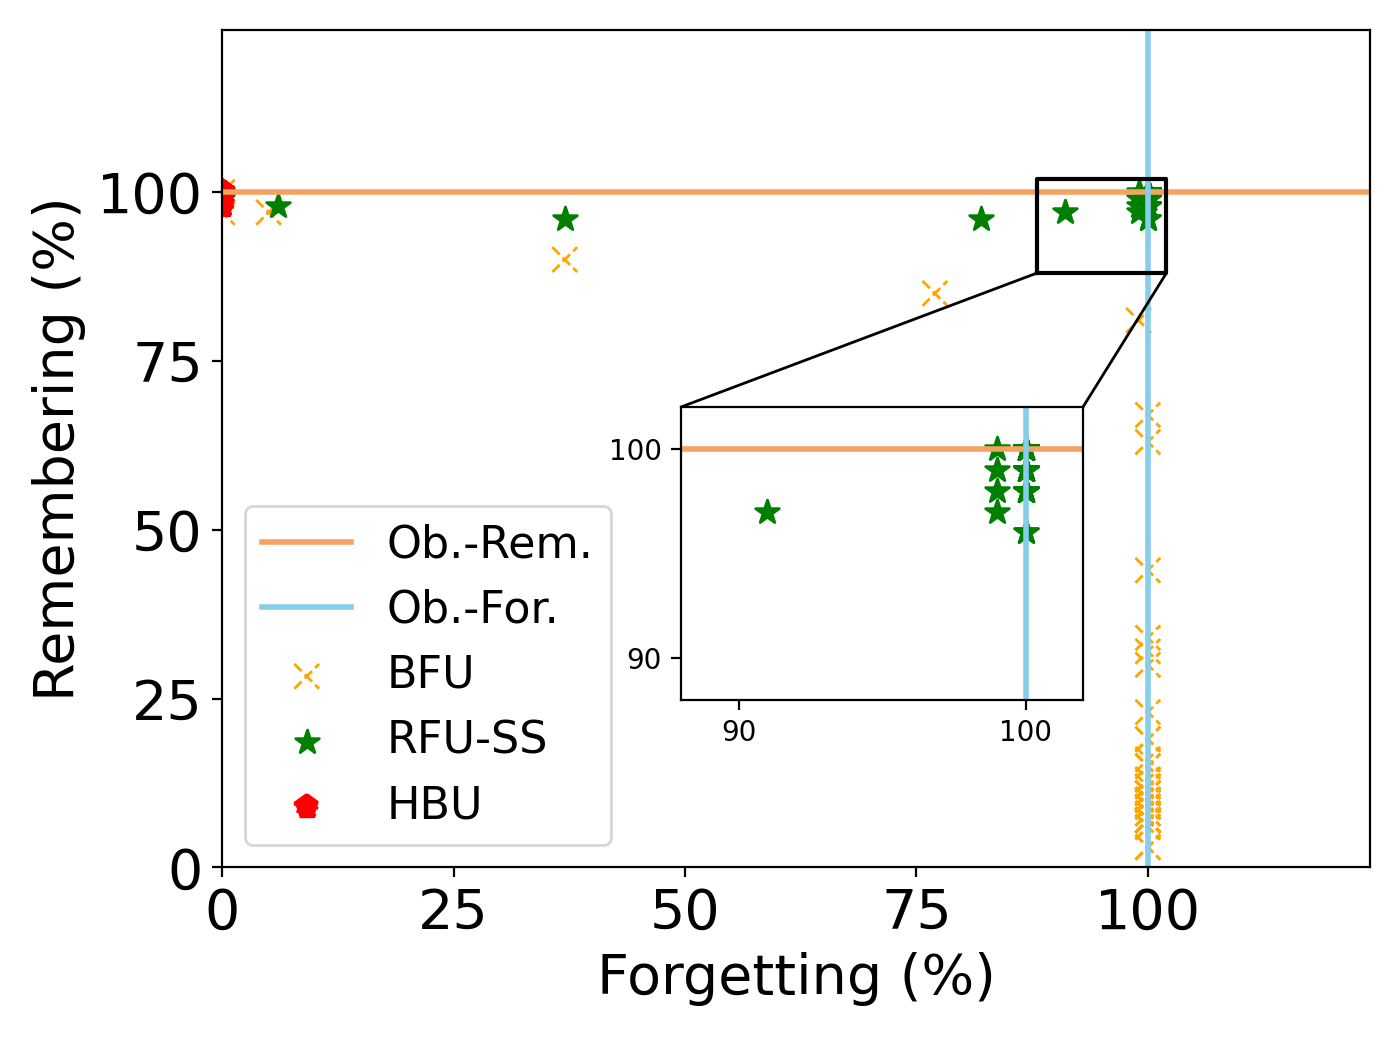 100
75
50
25
0
Remembering (%)
Ob.-Rem.
Ob.-For.
BFU
RFU-SS
HBU
100
90
90 100
0 25 50 75 100
Forgetting (%)